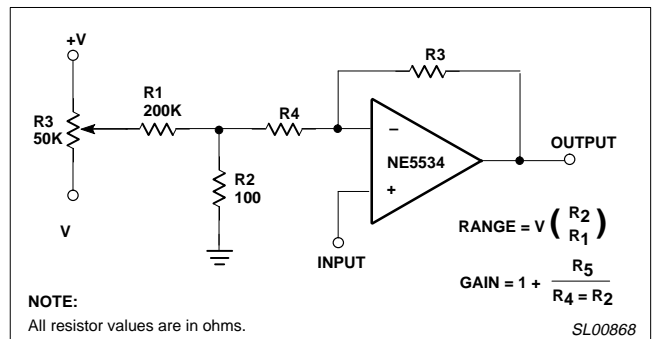 +V
R3
50K
V
R1
200K
R2
100
R4
R3
NE5534
−
+
INPUT
OUTPUT
RANGE = V ( R2
R1 )
GAIN = 1 + R5
R4 = R2
NOTE:
All resistor values are in ohms.
SL00868